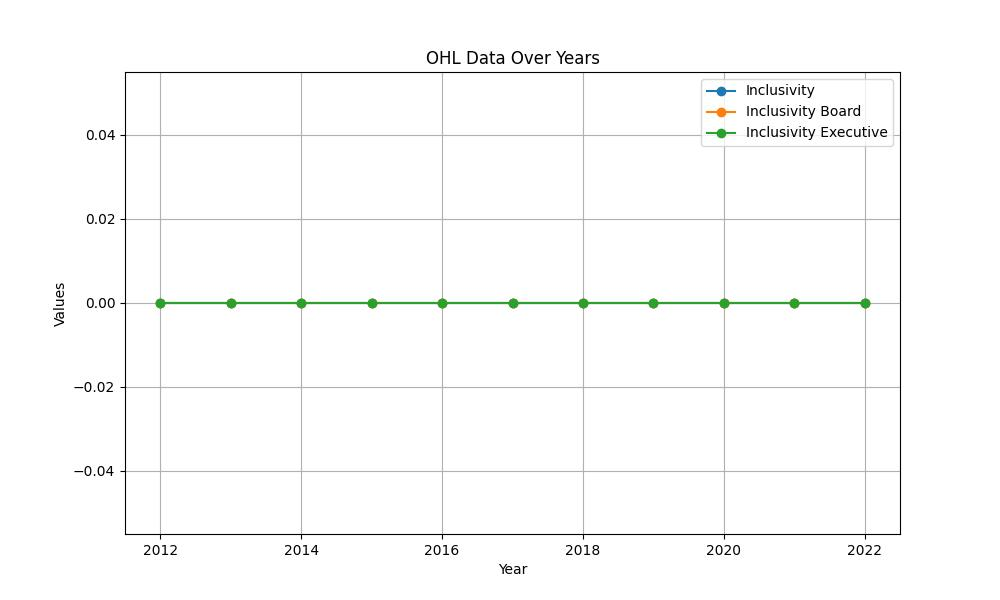 OHL Data Over Years
Inclusivity
Inclusivity Board
Inclusivity Executive
0.04
0.02
0.00
−0.02
−0.04
Values
2012 2014 2016 2018 2020 2022
Year